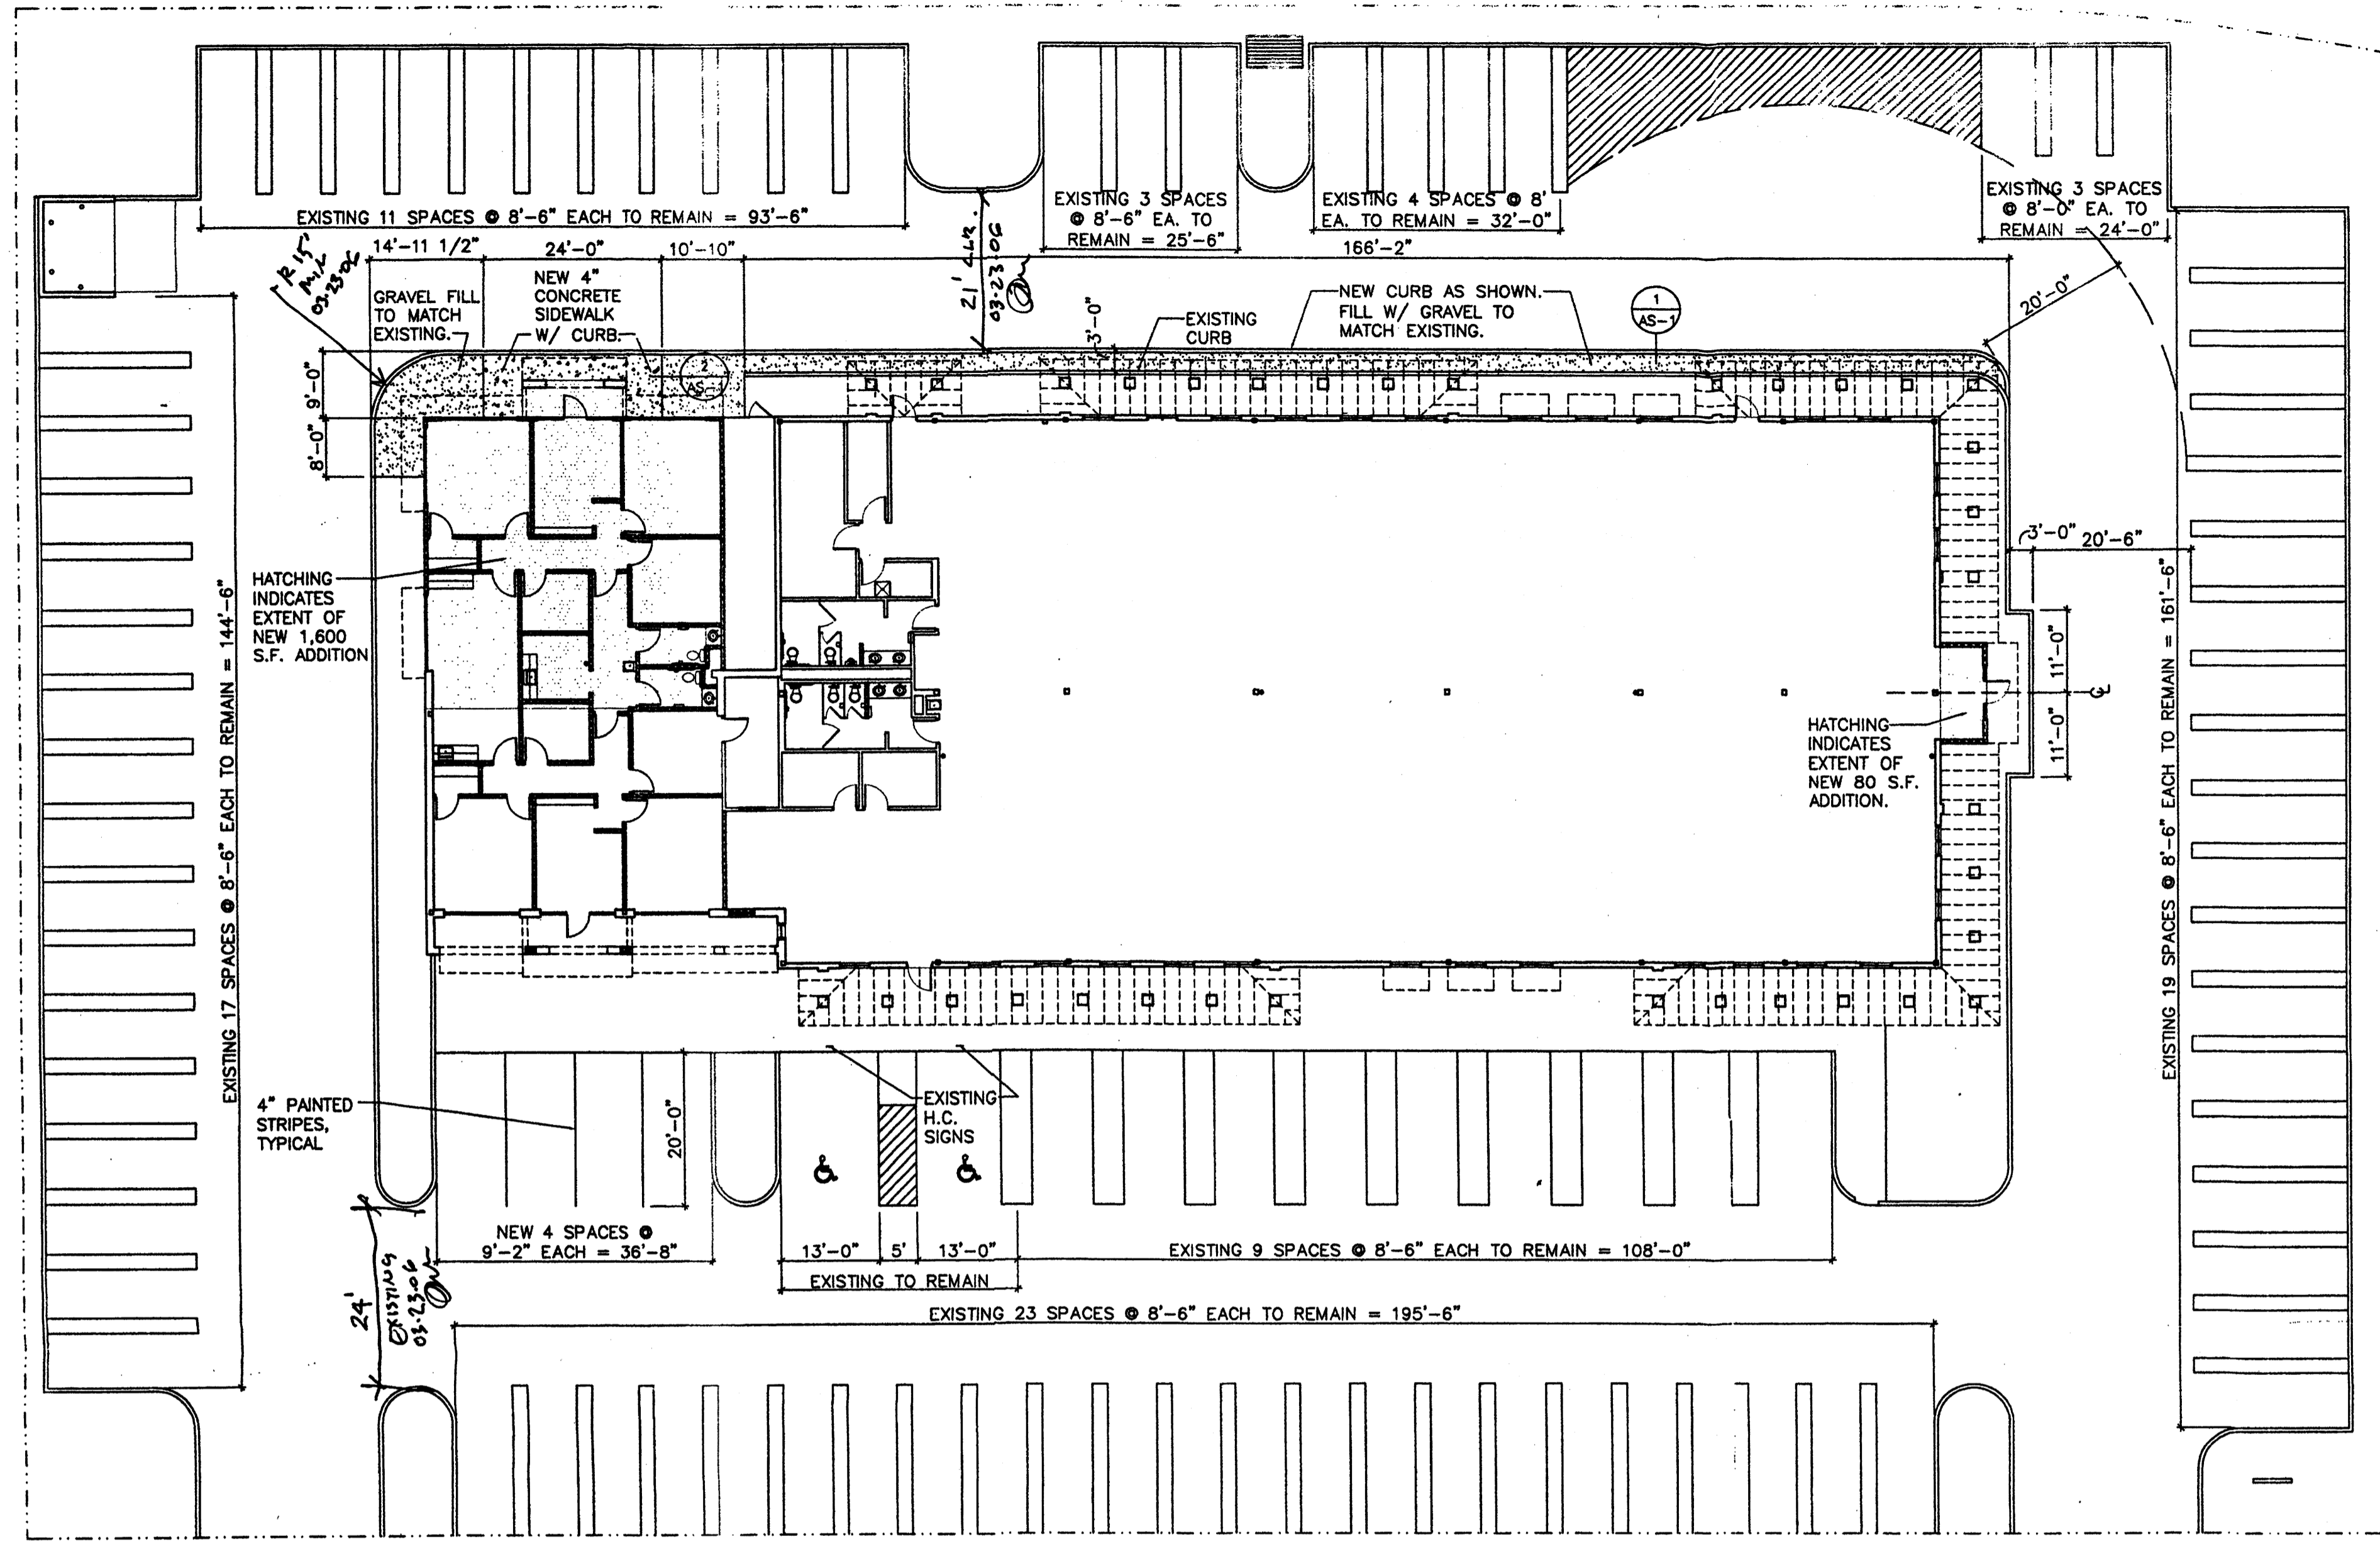 EXISTING 11 SPACES @ 8'-6" EACH TO REMAIN = 93'-6"
EXISTING 3 SPACES
@ 8'-6" EA. TO
REMAIN = 25'-6"
EXISTING 4 SPACES @ 8'
EA. TO REMAIN = 32'-0"
EXISTING 3 SPACES
@ 8'-0" EA. TO
REMAIN = 24'-0"
14'-11 1/2"
24'-0"
10'-10"
166'-2"
R 15'
MIN
03.23.06
21' CLR.
03.23.06
GRAVEL FILL
TO MATCH
EXISTING.
NEW 4"
CONCRETE
SIDEWALK
W/ CURB.
EXISTING
CURB
3'-0"
NEW CURB AS SHOWN.
FILL W/ GRAVEL TO
MATCH EXISTING.
1
AS-1
2
AS-1
20'-0"
9'-0"
8'-0"
3'-0"
20'-6"
HATCHING
INDICATES
EXTENT OF
NEW 1,600
S.F. ADDITION
EXISTING 17 SPACES @ 8'-6" EACH TO REMAIN = 144'-6"
11'-0"
11'-0"
CL
HATCHING
INDICATES
EXTENT OF
NEW 80 S.F.
ADDITION.
EXISTING 19 SPACES @ 8'-6" EACH TO REMAIN = 161'-6"
4" PAINTED
STRIPES,
TYPICAL
20'-0"
EXISTING
H.C.
SIGNS
NEW 4 SPACES @
9'-2" EACH = 36'-8"
13'-0"
5'
13'-0"
EXISTING 9 SPACES @ 8'-6" EACH TO REMAIN = 108'-0"
EXISTING TO REMAIN
24'
EXISTING
03.23.06
EXISTING 23 SPACES @ 8'-6" EACH TO REMAIN = 195'-6"